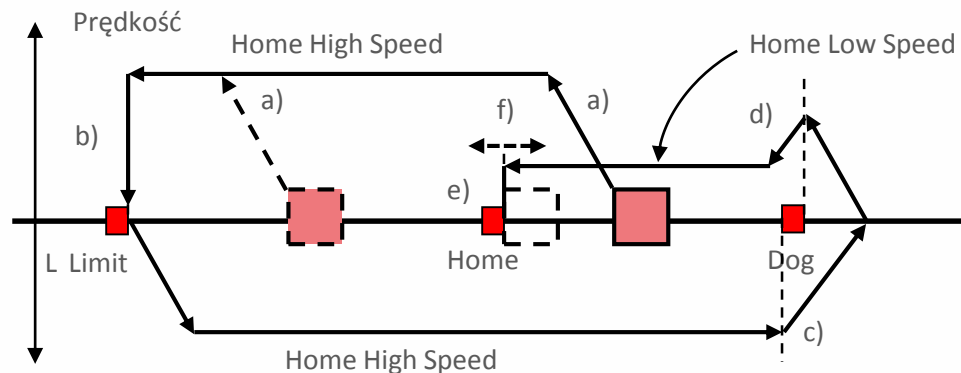 Prędkość
Home High Speed
Home Low Speed
a)
a)
b)
f)
d)
e)
L Limit
Home
Dog
c)
Home High Speed